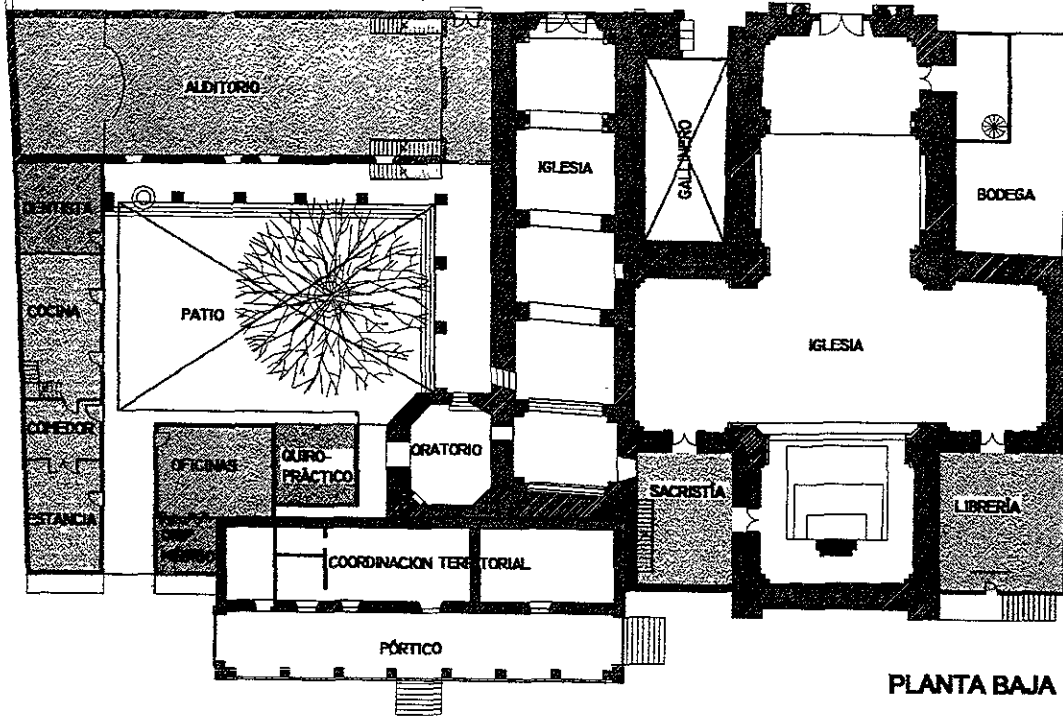 AUDITORIO
IGLESIA
GALLINERO
BODEGA
DENTISTA
COCINA
PATIO
IGLESIA
COMEDOR
OFICINAS
QUIRO-
PRÁCTICO
ORATORIO
SACRISTÍA
LIBRERÍA
ESTANCIA
COORDINACION TERRITORIAL
PÓRTICO
PLANTA BAJA